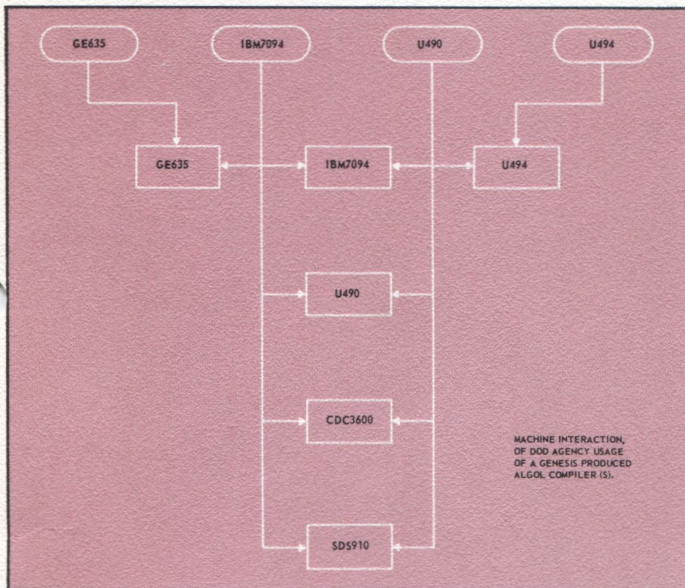 GE635
IBM7094
U490
U494
GE635
IBM7094
U494
U490
CDC3600
SDS910
MACHINE INTERACTION,
OF DOD AGENCY USAGE
OF A GENESIS PRODUCED
ALGOL COMPILER (S).